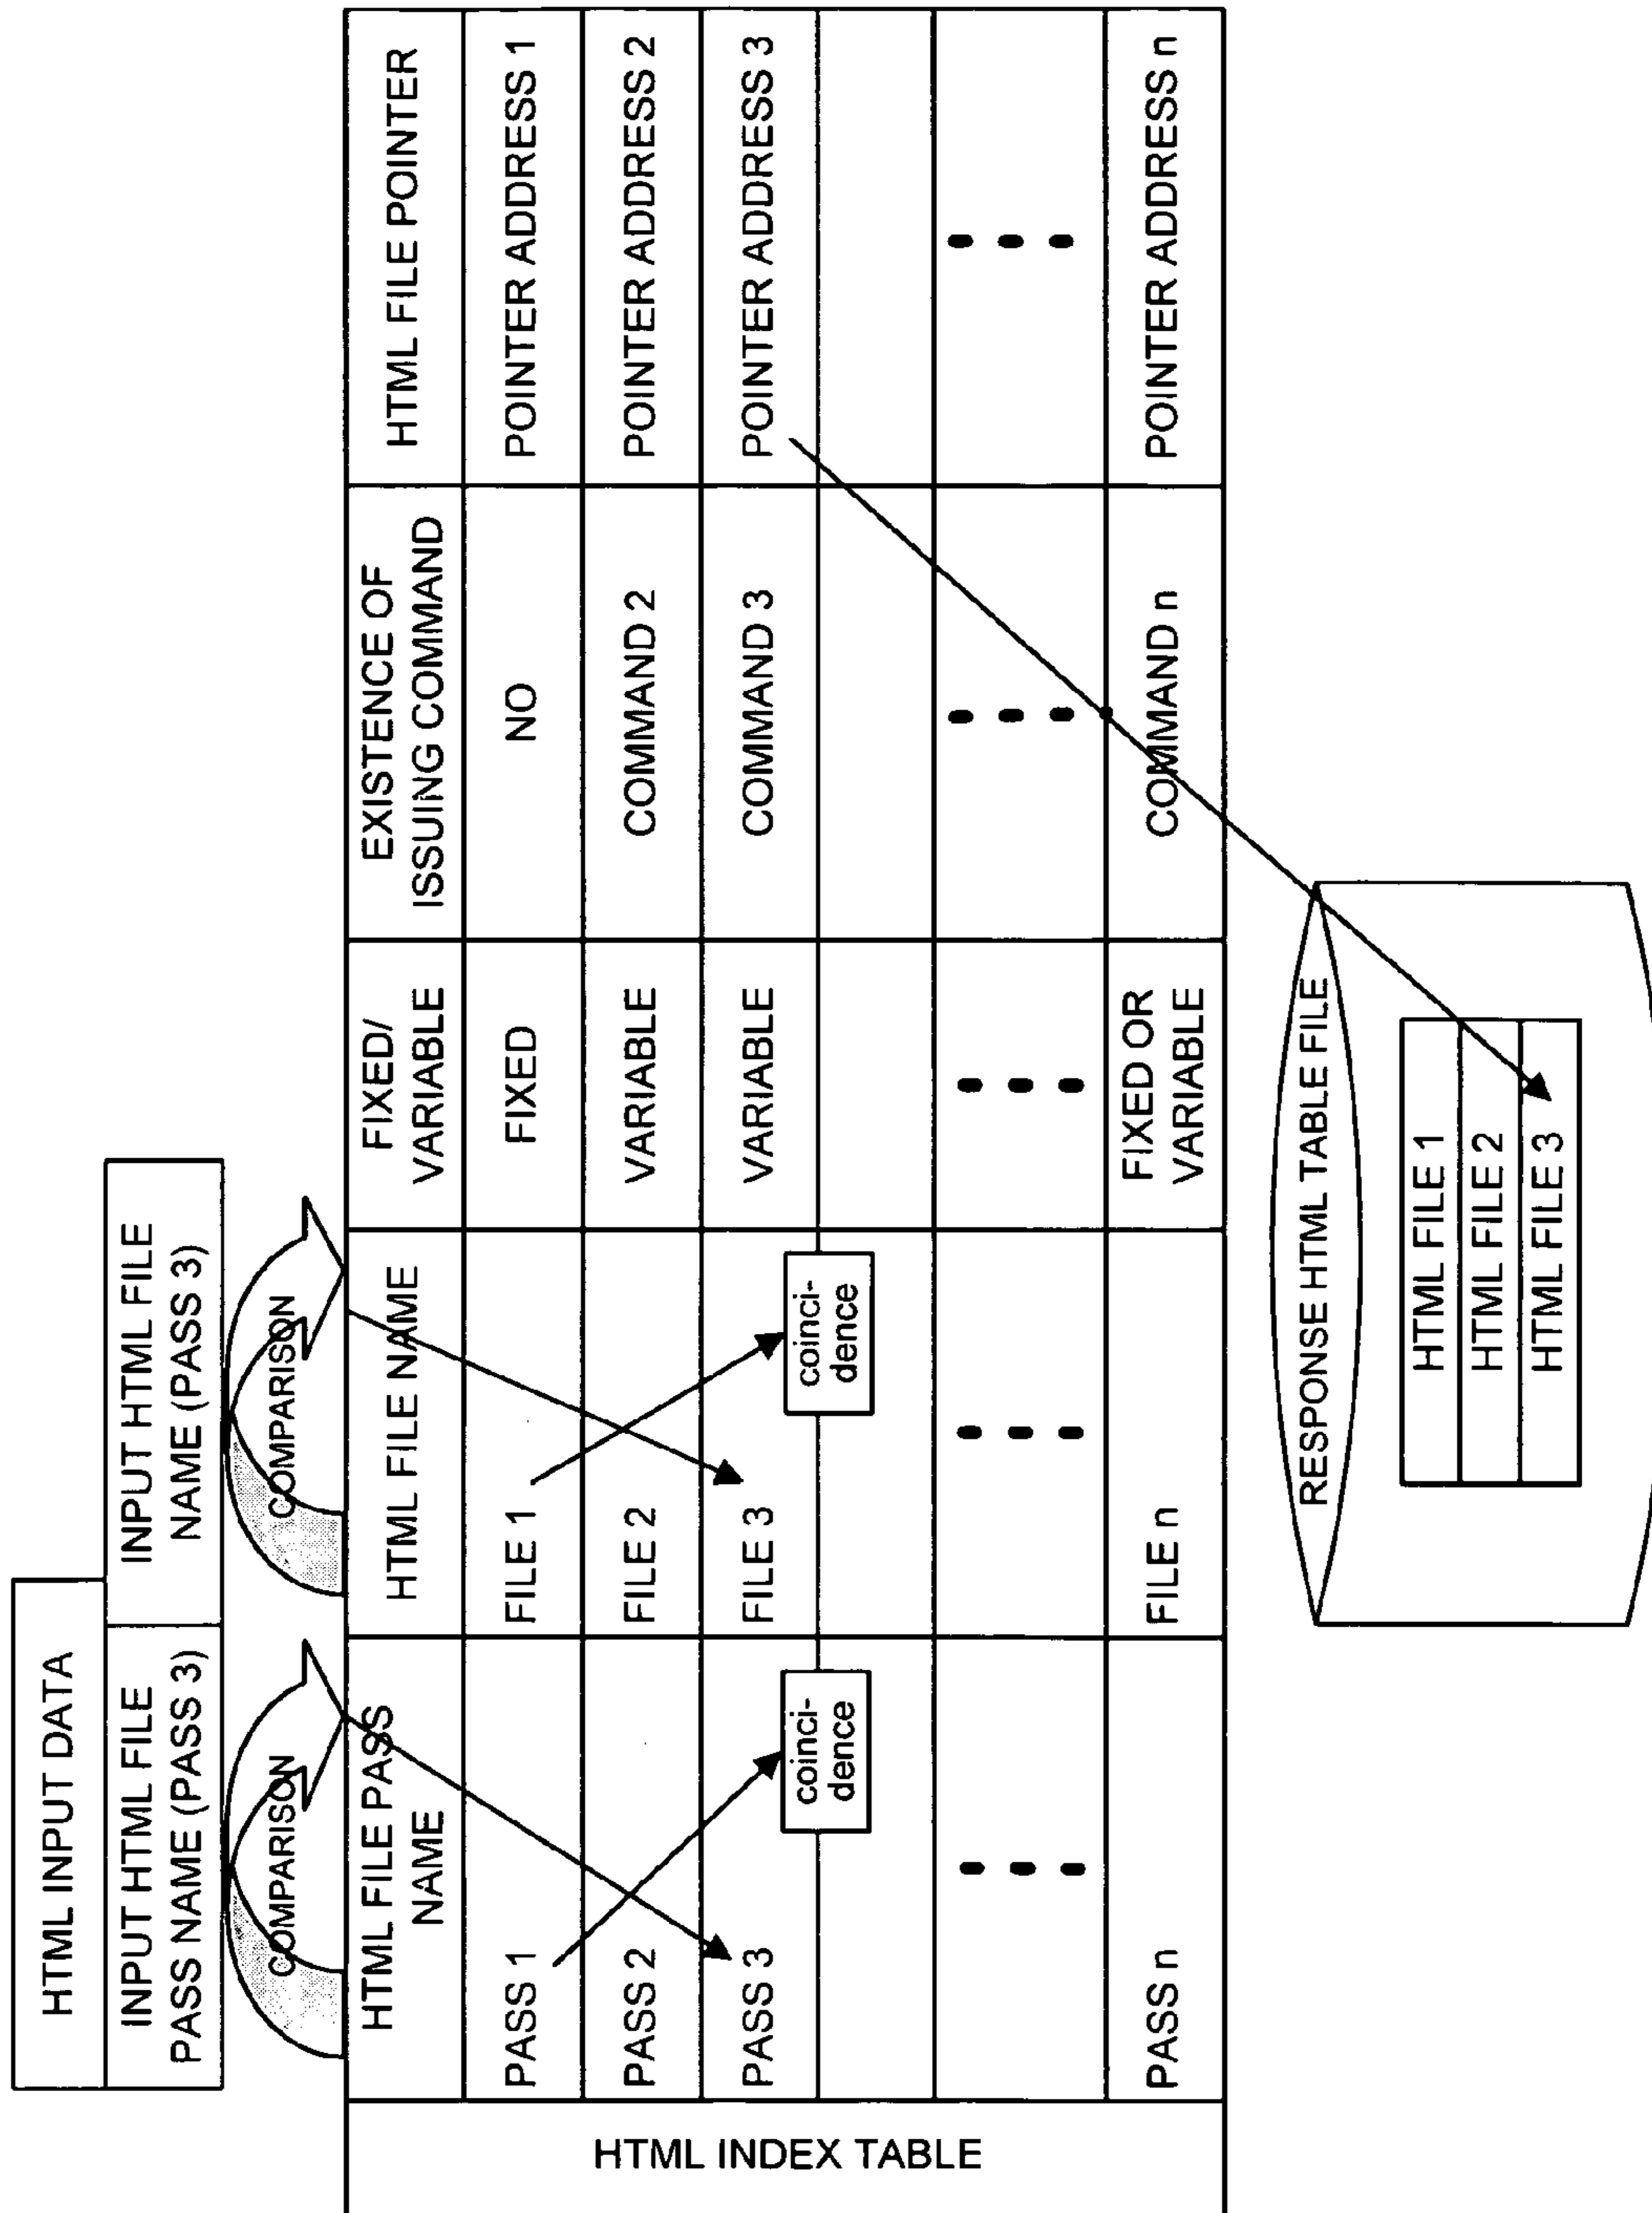 HTML INPUT DATA
INPUT HTML FILE
PASS NAME (PASS 3)
INPUT HTML FILE
NAME (PASS 3)
COMPARISON
COMPARISON
HTML INDEX TABLE
HTML FILE PASS
NAME
HTML FILE NAME
FIXED/
VARIABLE
EXISTENCE OF
ISSUING COMMAND
HTML FILE POINTER
PASS 1
FILE 1
FIXED
NO
POINTER ADDRESS 1
PASS 2
FILE 2
VARIABLE
COMMAND 2
POINTER ADDRESS 2
PASS 3
FILE 3
VARIABLE
COMMAND 3
POINTER ADDRESS 3
coinci-
dence
coinci-
dence
PASS n
FILE n
FIXED OR
VARIABLE
COMMAND n
POINTER ADDRESS n
RESPONSE HTML TABLE FILE
HTML FILE 1
HTML FILE 2
HTML FILE 3